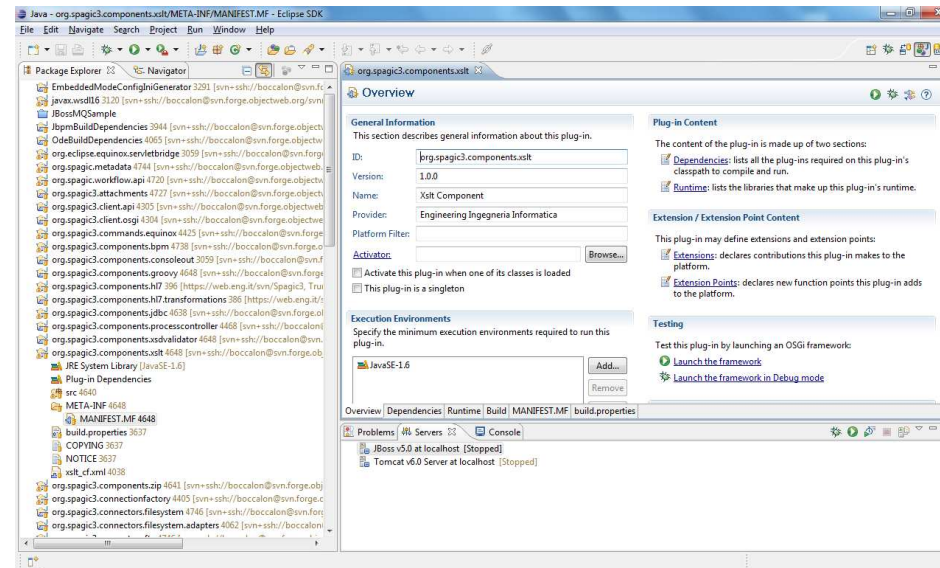 Java - org.spagic3.components.xslt/META-INF/MANIFEST.MF - Eclipse SDK
File Edit Navigate Search Project Run Window Help
Package Explorer Navigator
EmbeddedModeConfigIniGenerator 3291 [svn+ssh://boccalon@svn.fo
javax.wsdl16 3120 [svn+ssh://boccalon@svn.forge.objectweb.org/svn
JBossMQSample
JbpmBuildDependencies 3944 [svn+ssh://boccalon@svn.forge.objectw
OdeBuildDependencies 4065 [svn+ssh://boccalon@svn.forge.objectw
org.eclipse.equinox.servletbridge 3059 [svn+ssh://boccalon@svn.forg
org.spagic.metadata 4744 [svn+ssh://boccalon@svn.forge.objectweb
org.spagic.workflow.api 4720 [svn+ssh://boccalon@svn.forge.objectw
org.spagic3.attachments 4727 [svn+ssh://boccalon@svn.forge.objectw
org.spagic3.client.api 4305 [svn+ssh://boccalon@svn.forge.objectweb
org.spagic3.client.osgi 4304 [svn+ssh://boccalon@svn.forge.objectwe
org.spagic3.commands.equinox 4425 [svn+ssh://boccalon@svn.forge
org.spagic3.components.bpm 4738 [svn+ssh://boccalon@svn.forge.o
org.spagic3.components.consoleout 3059 [svn+ssh://boccalon@svn.f
org.spagic3.components.groovy 4648 [svn+ssh://boccalon@svn.forge
org.spagic3.components.hl7 396 [https://web.eng.it/svn/Spagic3, Tru
org.spagic3.components.hl7.transformations 386 [https://web.eng.it/s
org.spagic3.components.jdbc 4638 [svn+ssh://boccalon@svn.forge.o
org.spagic3.components.processcontroller 4468 [svn+ssh://boccalon
org.spagic3.components.xsdvalidator 4648 [svn+ssh://boccalon@svn
org.spagic3.components.xslt 4648 [svn+ssh://boccalon@svn.forge.ob
JRE System Library [JavaSE-1.6]
Plug-in Dependencies
src 4640
META-INF 4648
MANIFEST.MF 4648
build.properties 3637
COPYING 3637
NOTICE 3637
xslt_cf.xml 4038
org.spagic3.components.zip 4641 [svn+ssh://boccalon@svn.forge.obj
org.spagic3.connectionfactory 4405 [svn+ssh://boccalon@svn.forge.c
org.spagic3.connectors.filesystem 4746 [svn+ssh://boccalon@svn.forg
org.spagic3.connectors.filesystem.adapters 4062 [svn+ssh://boccalon
org.spagic3.components.xslt
Overview
General Information
This section describes general information about this plug-in.
ID: org.spagic3.components.xslt
Version: 1.0.0
Name: Xslt Component
Provider: Engineering Ingegneria Informatica
Platform Filter:
Activator: Browse...
Activate this plug-in when one of its classes is loaded
This plug-in is a singleton
Execution Environments
Specify the minimum execution environments required to run this
plug-in.
JavaSE-1.6
Add...
Remove
Plug-in Content
The content of the plug-in is made up of two sections:
Dependencies: lists all the plug-ins required on this plug-in's
classpath to compile and run.
Runtime: lists the libraries that make up this plug-in's runtime.
Extension / Extension Point Content
This plug-in may define extensions and extension points:
Extensions: declares contributions this plug-in makes to the
platform.
Extension Points: declares new function points this plug-in adds
to the platform.
Testing
Test this plug-in by launching an OSGi framework:
Launch the framework
Launch the framework in Debug mode
Overview Dependencies Runtime Build MANIFEST.MF build.properties
Problems Servers Console
JBoss v5.0 at localhost [Stopped]
Tomcat v6.0 Server at localhost [Stopped]